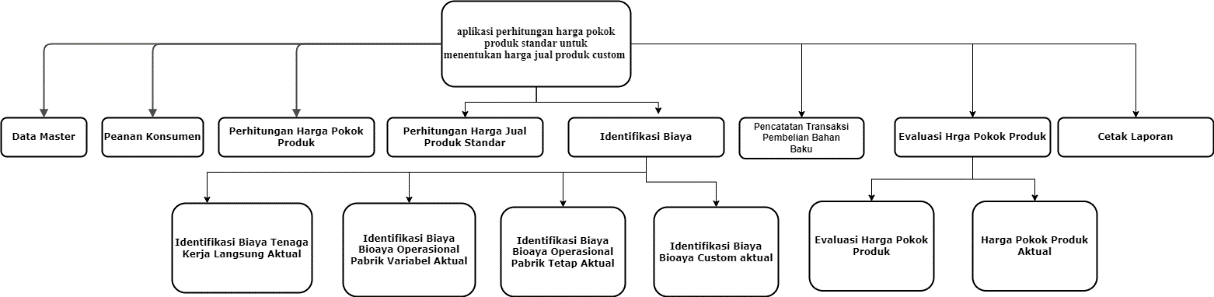 aplikasi perhitungan harga pokok
produk standar untuk
menentukan harga jual produk custom
Data Master
Peanan Konsumen
Perhitungan Harga Pokok
Produk
Perhitungan Harga Jual
Produk Standar
Identifikasi Biaya
Pencatatan Transaksi
Pembelian Bahan
Baku
Evaluasi Hrga Pokok Produk
Cetak Laporan
Identifikasi Biaya Tenaga
Kerja Langsung Aktual
Identifikasi Biaya
Bioaya Operasional
Pabrik Variabel Aktual
Identifikasi Biaya
Bioaya Operasional
Pabrik Tetap Aktual
Identifikasi Biaya
Bioaya Custom aktual
Evaluasi Harga Pokok
Produk
Harga Pokok Produk
Aktual